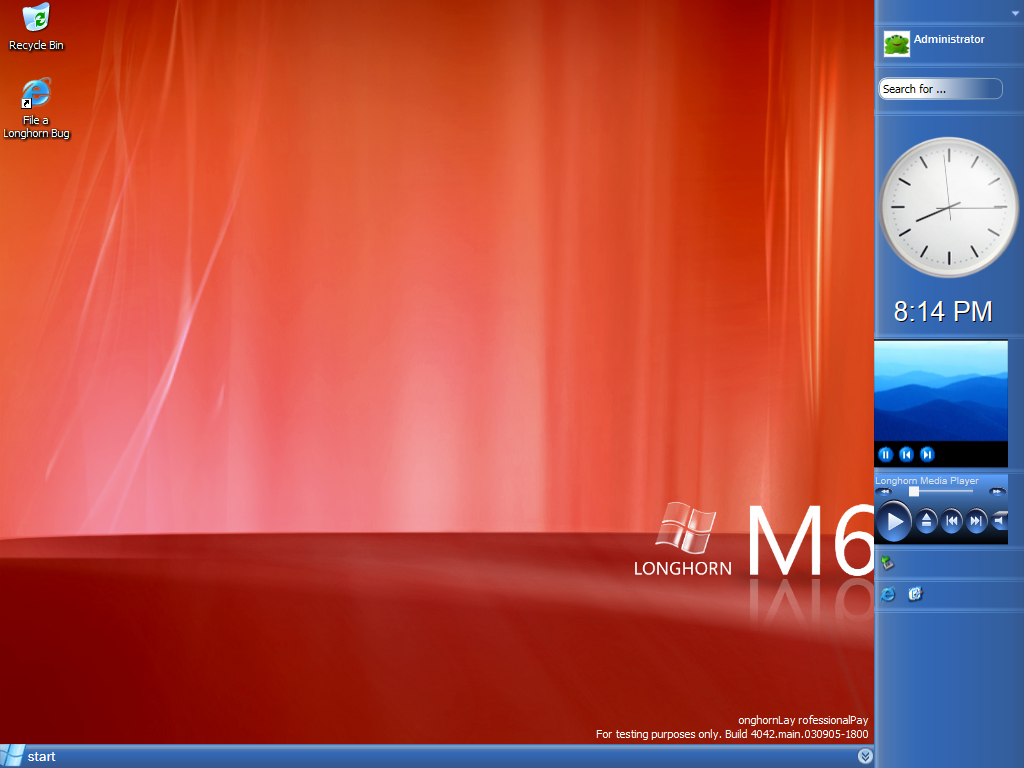 Recycle Bin
File a
Longhorn Bug
Administrator
Search for ...
8:14 PM
Longhorn Media Player
LONGHORN M6
onghornLay rofessionalPay
For testing purposes only. Build 4042.main.030905-1800
start